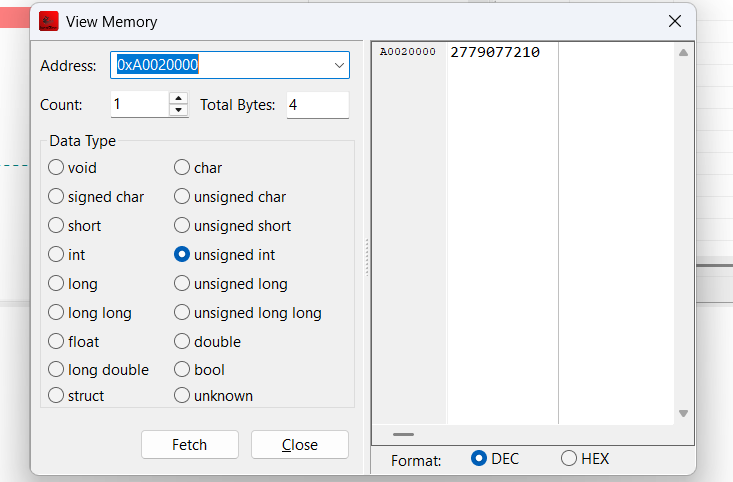 View Memory
Address: 0xA0020000
Count: 1 Total Bytes: 4
Data Type
void char
signed char unsigned char
short unsigned short
int unsigned int
long unsigned long
long long unsigned long long
float double
long double bool
struct unknown
Fetch Close
A0020000 2779077210
Format: DEC HEX